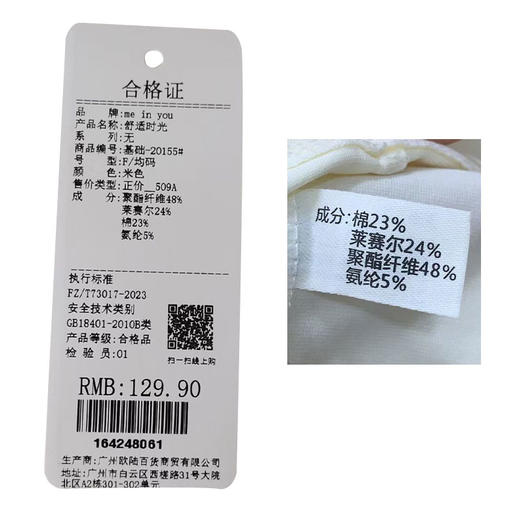 合格证
品　　牌:me in you
产品名称:舒适时光
系　　列:无
商品编号:基础-20155#
号　　型:F/均码
颜　　色:米色
售价类型:正价__509A
成　　分:聚酯纤维48%
莱赛尔24%
棉23%
氨纶5%
执行标准
FZ/T73017-2023
安全技术类别
GB18401-2010B类
产品等级:合格品
检 验 员:01
扫一扫线上购
RMB:129.90
164248061
生产商:广州欧陆百货商贸有限公司
地址:广州市白云区西槎路31号大院
北区A2栋301-302单元
成分:棉23%
莱赛尔24%
聚酯纤维48%
氨纶5%